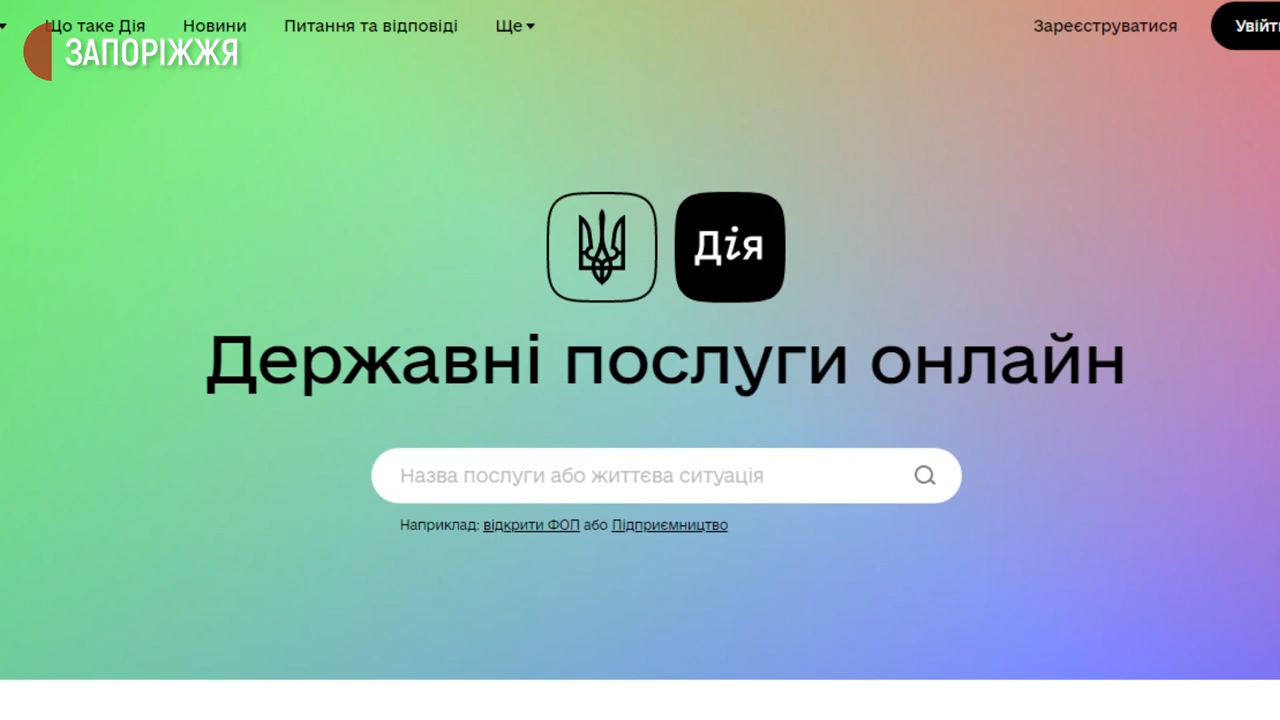 Що таке Дія Новини Питання та відповіді Ще Зареєструватися Увійти
ЗАПОРІЖЖЯ
Дія
Державні послуги онлайн
Назва послуги або життєва ситуація
Наприклад: відкрити ФОП або Підприємництво